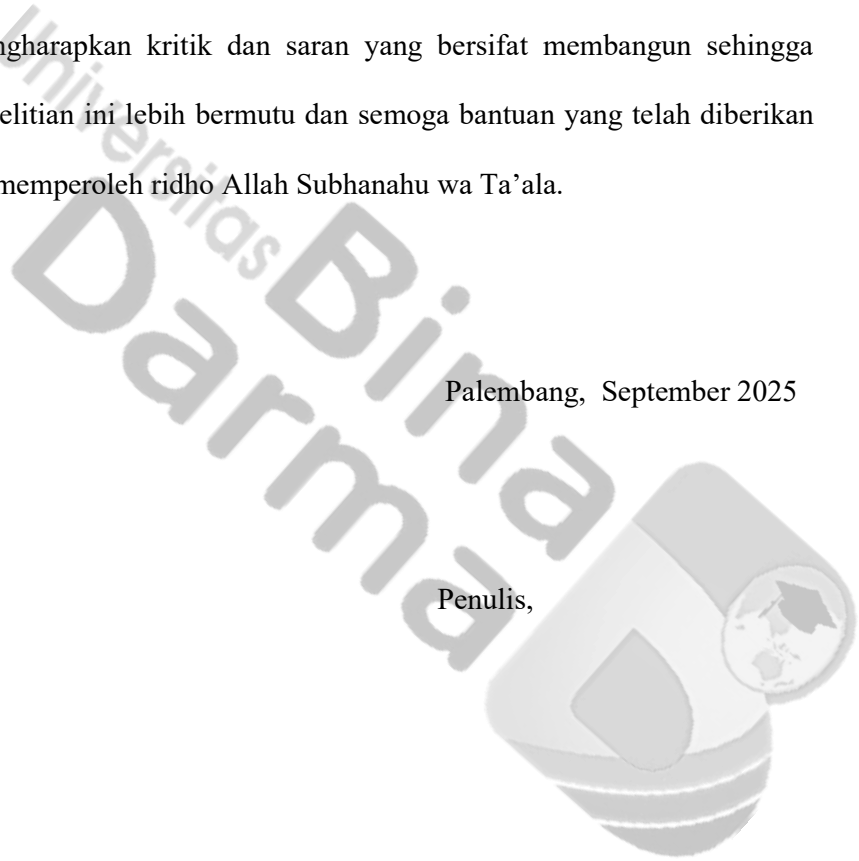 ngharapkan kritik dan saran yang bersifat membangun sehingga
elitian ini lebih bermutu dan semoga bantuan yang telah diberikan
memperoleh ridho Allah Subhanahu wa Ta’ala.
Universitas
Bina
Darma
Palembang,  September 2025
Penulis,